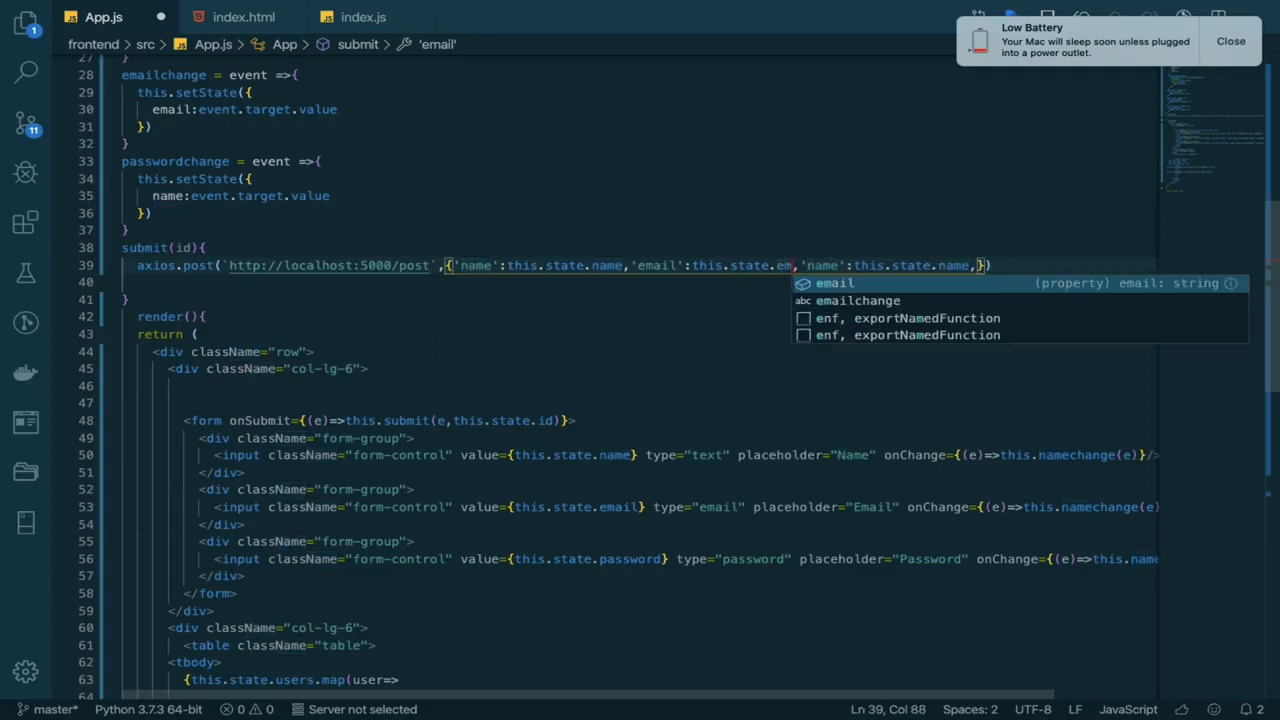 App.js
index.html
index.js
Low Battery
Your Mac will sleep soon unless plugged
into a power outlet.
Close
frontend > src > App.js > App > submit > 'email'
1
11
27 }
28 emailchange = event =>{
29 this.setState({
30 email:event.target.value
31 })
32 }
33 passwordchange = event =>{
34 this.setState({
35 name:event.target.value
36 })
37 }
38 submit(id){
39 axios.post(`http://localhost:5000/post`,{'name':this.state.name,'email':this.state.em,'name':this.state.name,})
40
41 }
email (property) email: string
abc emailchange
enf, exportNamedFunction
enf, exportNamedFunction
42 render(){
43 return (
44 <div className="row">
45 <div className="col-lg-6">
46
47
48 <form onSubmit={(e)=>this.submit(e,this.state.id)}>
49 <div className="form-group">
50 <input className="form-control" value={this.state.name} type="text" placeholder="Name" onChange={(e)=>this.namechange(e)}/>
51 </div>
52 <div className="form-group">
53 <input className="form-control" value={this.state.email} type="email" placeholder="Email" onChange={(e)=>this.namechange(e)
54 </div>
55 <div className="form-group">
56 <input className="form-control" value={this.state.password} type="password" placeholder="Password" onChange={(e)=>this.name
57 </div>
58 </form>
59 </div>
60 <div className="col-lg-6">
61 <table className="table">
62 <tbody>
63 {this.state.users.map(user=>
64
master* Python 3.7.3 64-bit 0 0 Server not selected Ln 39, Col 88 Spaces: 2 UTF-8 LF JavaScript 2